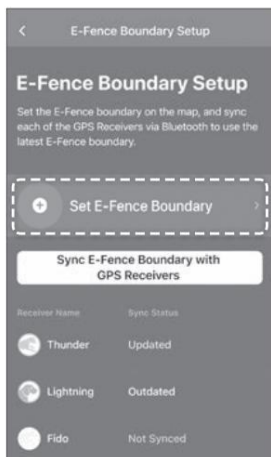 E-Fence Boundary Setup
E-Fence Boundary Setup
Set the E-Fence boundary on the map, and sync
each of the GPS Receivers via Bluetooth to use the
latest E-Fence boundary.
Set E-Fence Boundary
Sync E-Fence Boundary with
GPS Receivers
Receiver Name Sync Status
Thunder Updated
Lightning Outdated
Fido Not Synced